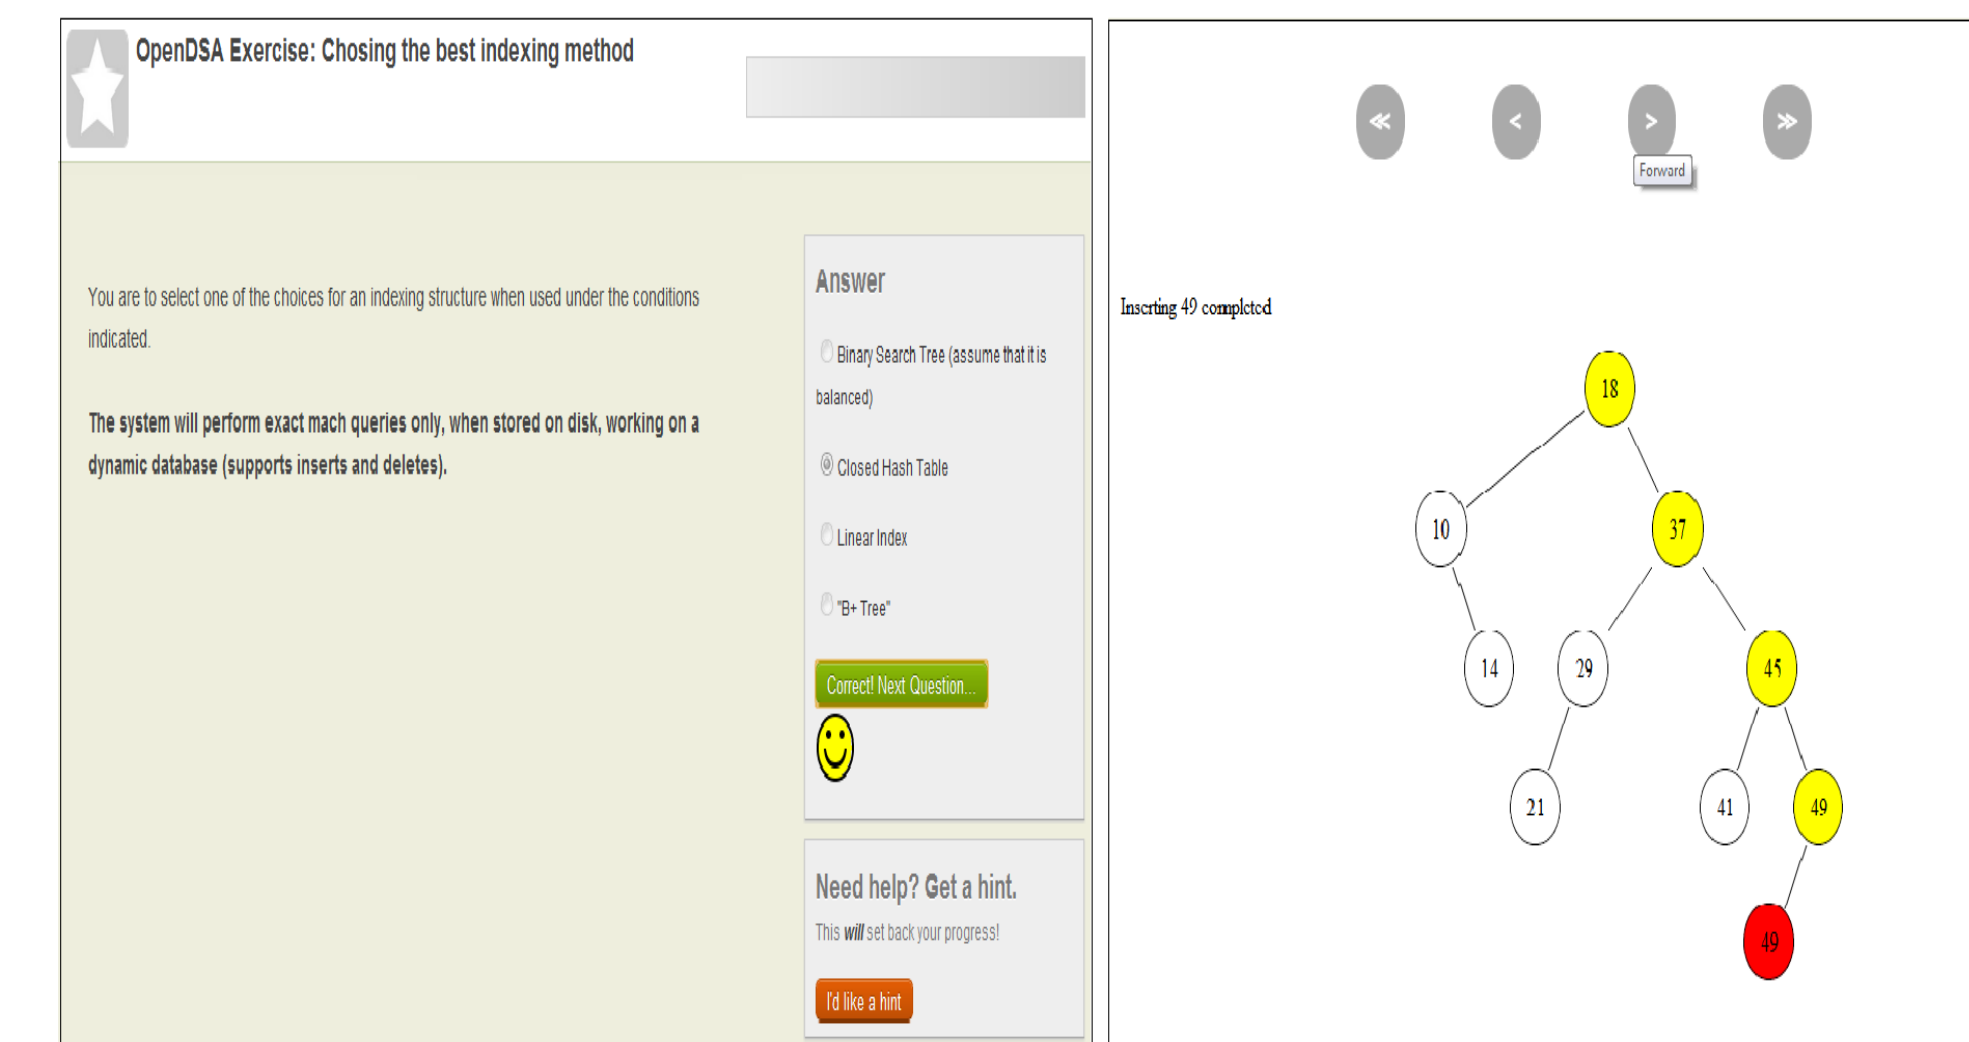 OpenDSA Exercise: Chosing the best indexing method
You are to select one of the choices for an indexing structure when used under the conditions
indicated.
The system will perform exact mach queries only, when stored on disk, working on a
dynamic database (supports inserts and deletes).
Answer
Binary Search Tree (assume that it is
balanced)
Closed Hash Table
Linear Index
"B+ Tree"
Correct! Next Question...
Need help? Get a hint.
This will set back your progress!
I'd like a hint
<< < > >>
Forward
Inserting 49 completed
18
10 37
14 29 45
21 41 49
49